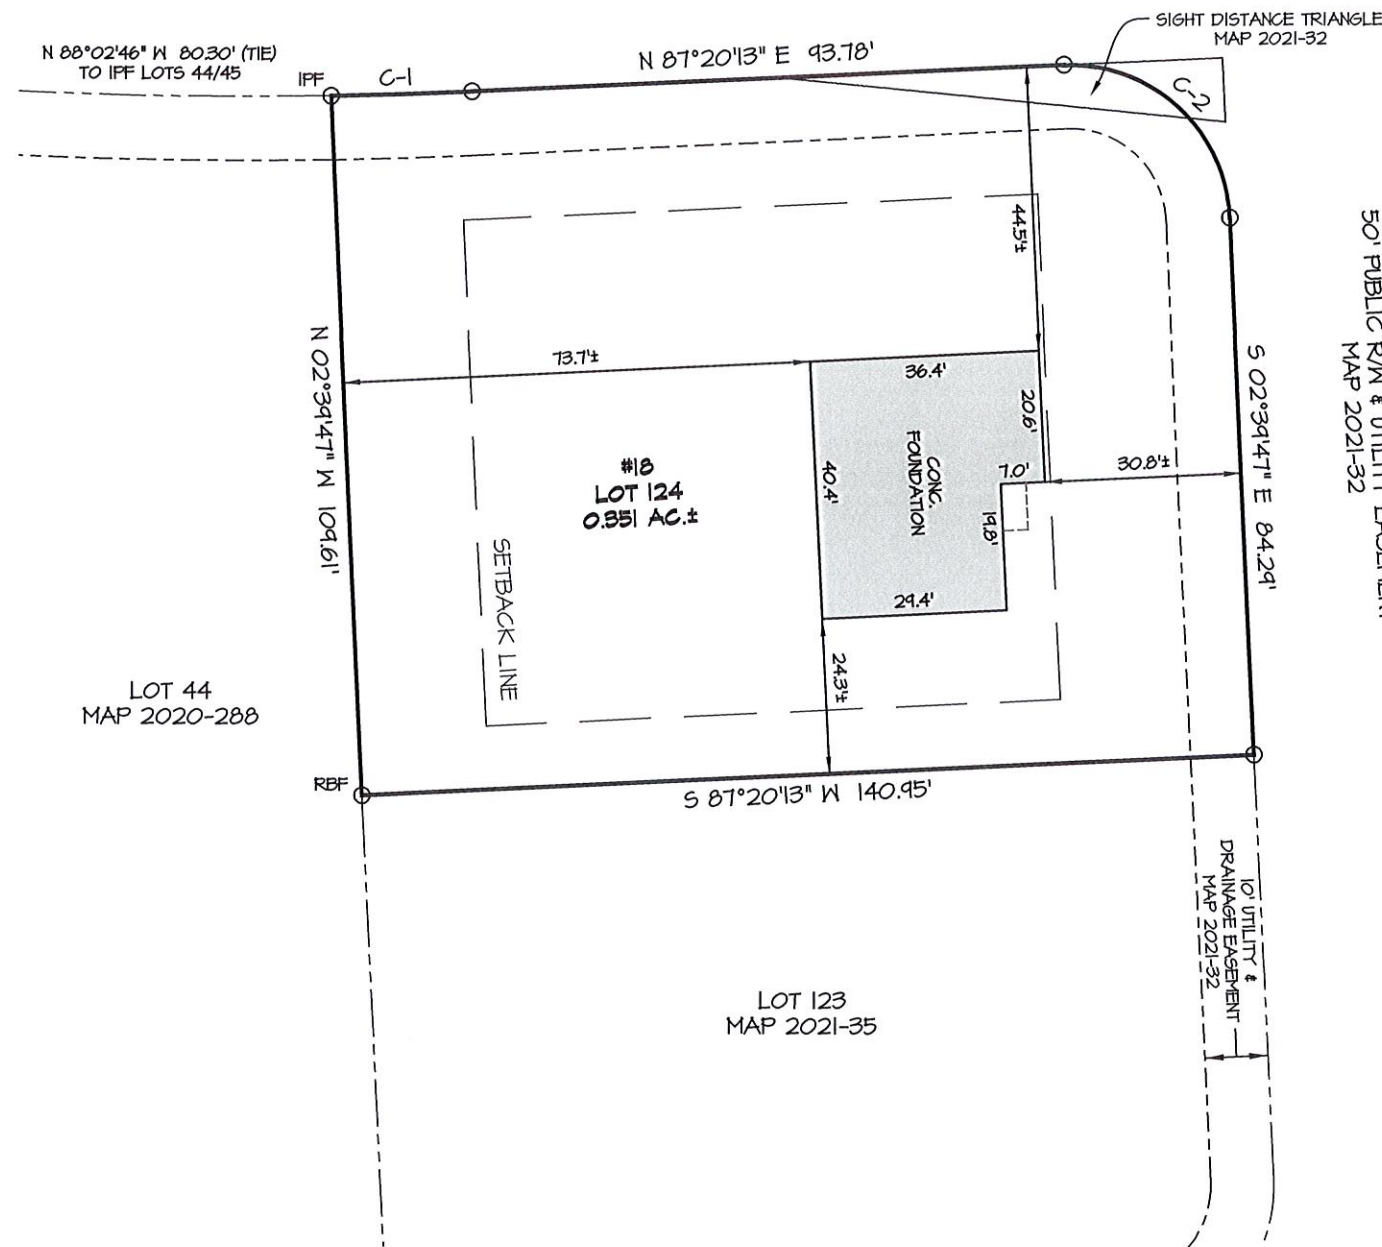 SIGHT DISTANCE TRIANGLE
MAP 2021-32
N 88°02'46" W 80.30' (TIE)
TO IPF LOTS 44/45
IPF
C-1
N 87°20'13" E 93.78'
C-2
44.5'±
50' PUBLIC R/W & UTILITY EASEMENT
MAP 2021-32
N 02°39'47" W 109.61'
73.7'±
36.4'
20.6'
S 02°39'47" E 84.29'
#18
LOT 124
0.351 AC.±
40.4'
CONC.
FOUNDATION
7.0'
30.8'±
19.8'
SETBACK LINE
29.4'
24.3'±
LOT 44
MAP 2020-288
RBF
S 87°20'13" W 140.95'
10' UTILITY &
DRAINAGE EASEMENT
MAP 2021-32
LOT 123
MAP 2021-35